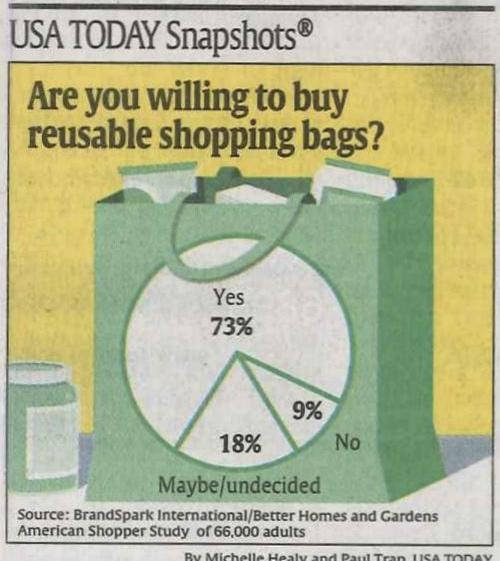 USA TODAY Snapshots®
Are you willing to buy
reusable shopping bags?
Yes
73%
9%
No
18%
Maybe/undecided
Source: BrandSpark International/Better Homes and Gardens
American Shopper Study of 66,000 adults
By Michelle Healy and Paul Trap, USA TODAY